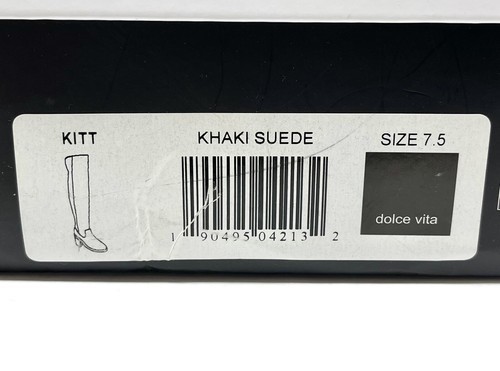 KITT
KHAKI SUEDE
SIZE 7.5
dolce vita
1 90495 04213 2